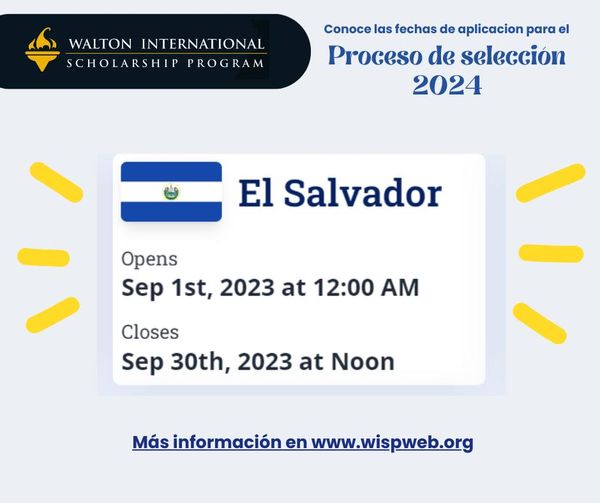 WALTON INTERNATIONAL
SCHOLARSHIP PROGRAM
Conoce las fechas de aplicacion para el
Proceso de selección
2024
El Salvador
Opens
Sep 1st, 2023 at 12:00 AM
Closes
Sep 30th, 2023 at Noon
Más información en www.wispweb.org